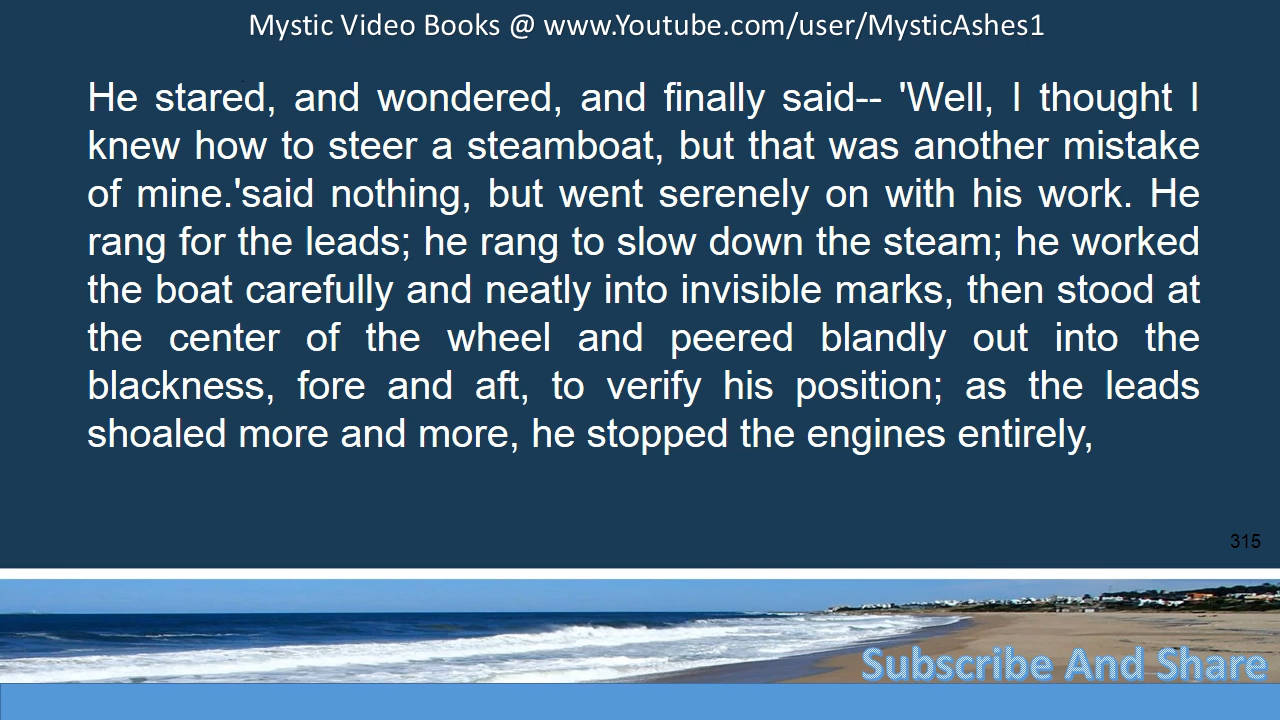 Mystic Video Books @ www.Youtube.com/user/MysticAshes1
He stared, and wondered, and finally said-- 'Well, I thought I
knew how to steer a steamboat, but that was another mistake
of mine.'said nothing, but went serenely on with his work. He
rang for the leads; he rang to slow down the steam; he worked
the boat carefully and neatly into invisible marks, then stood at
the center of the wheel and peered blandly out into the
blackness, fore and aft, to verify his position; as the leads
shoaled more and more, he stopped the engines entirely,
315
Subscribe And Share